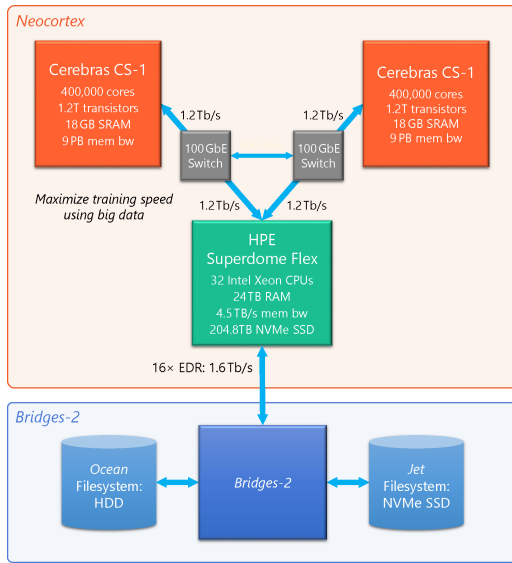 Neocortex
Cerebras CS-1
400,000 cores
1.2T transistors
18 GB SRAM
9 PB mem bw
Cerebras CS-1
400,000 cores
1.2T transistors
18 GB SRAM
9 PB mem bw
1.2Tb/s
1.2Tb/s
100GbE
Switch
100GbE
Switch
Maximize training speed
using big data
1.2Tb/s
1.2Tb/s
HPE
Superdome Flex
32 Intel Xeon CPUs
24TB RAM
4.5TB/s mem bw
204.8TB NVMe SSD
16× EDR: 1.6Tb/s
Bridges-2
Ocean
Filesystem:
HDD
Bridges-2
Jet
Filesystem:
NVMe SSD